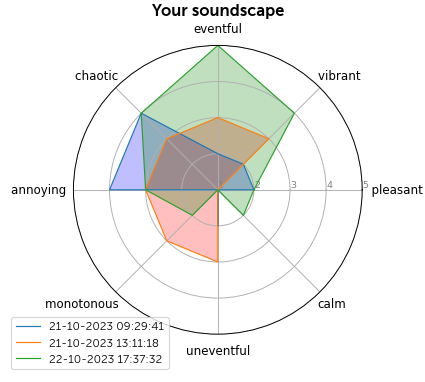 Your soundscape
eventful
chaotic
vibrant
annoying
2
3
4
5
pleasant
monotonous
calm
uneventful
21-10-2023 09:29:41
21-10-2023 13:11:18
22-10-2023 17:37:32